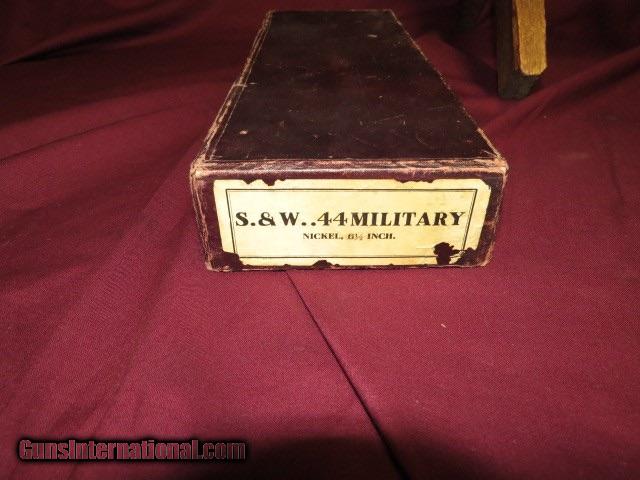 S.&W..44 MILITARY
NICKEL, 6½ INCH.
GunsInternational.com